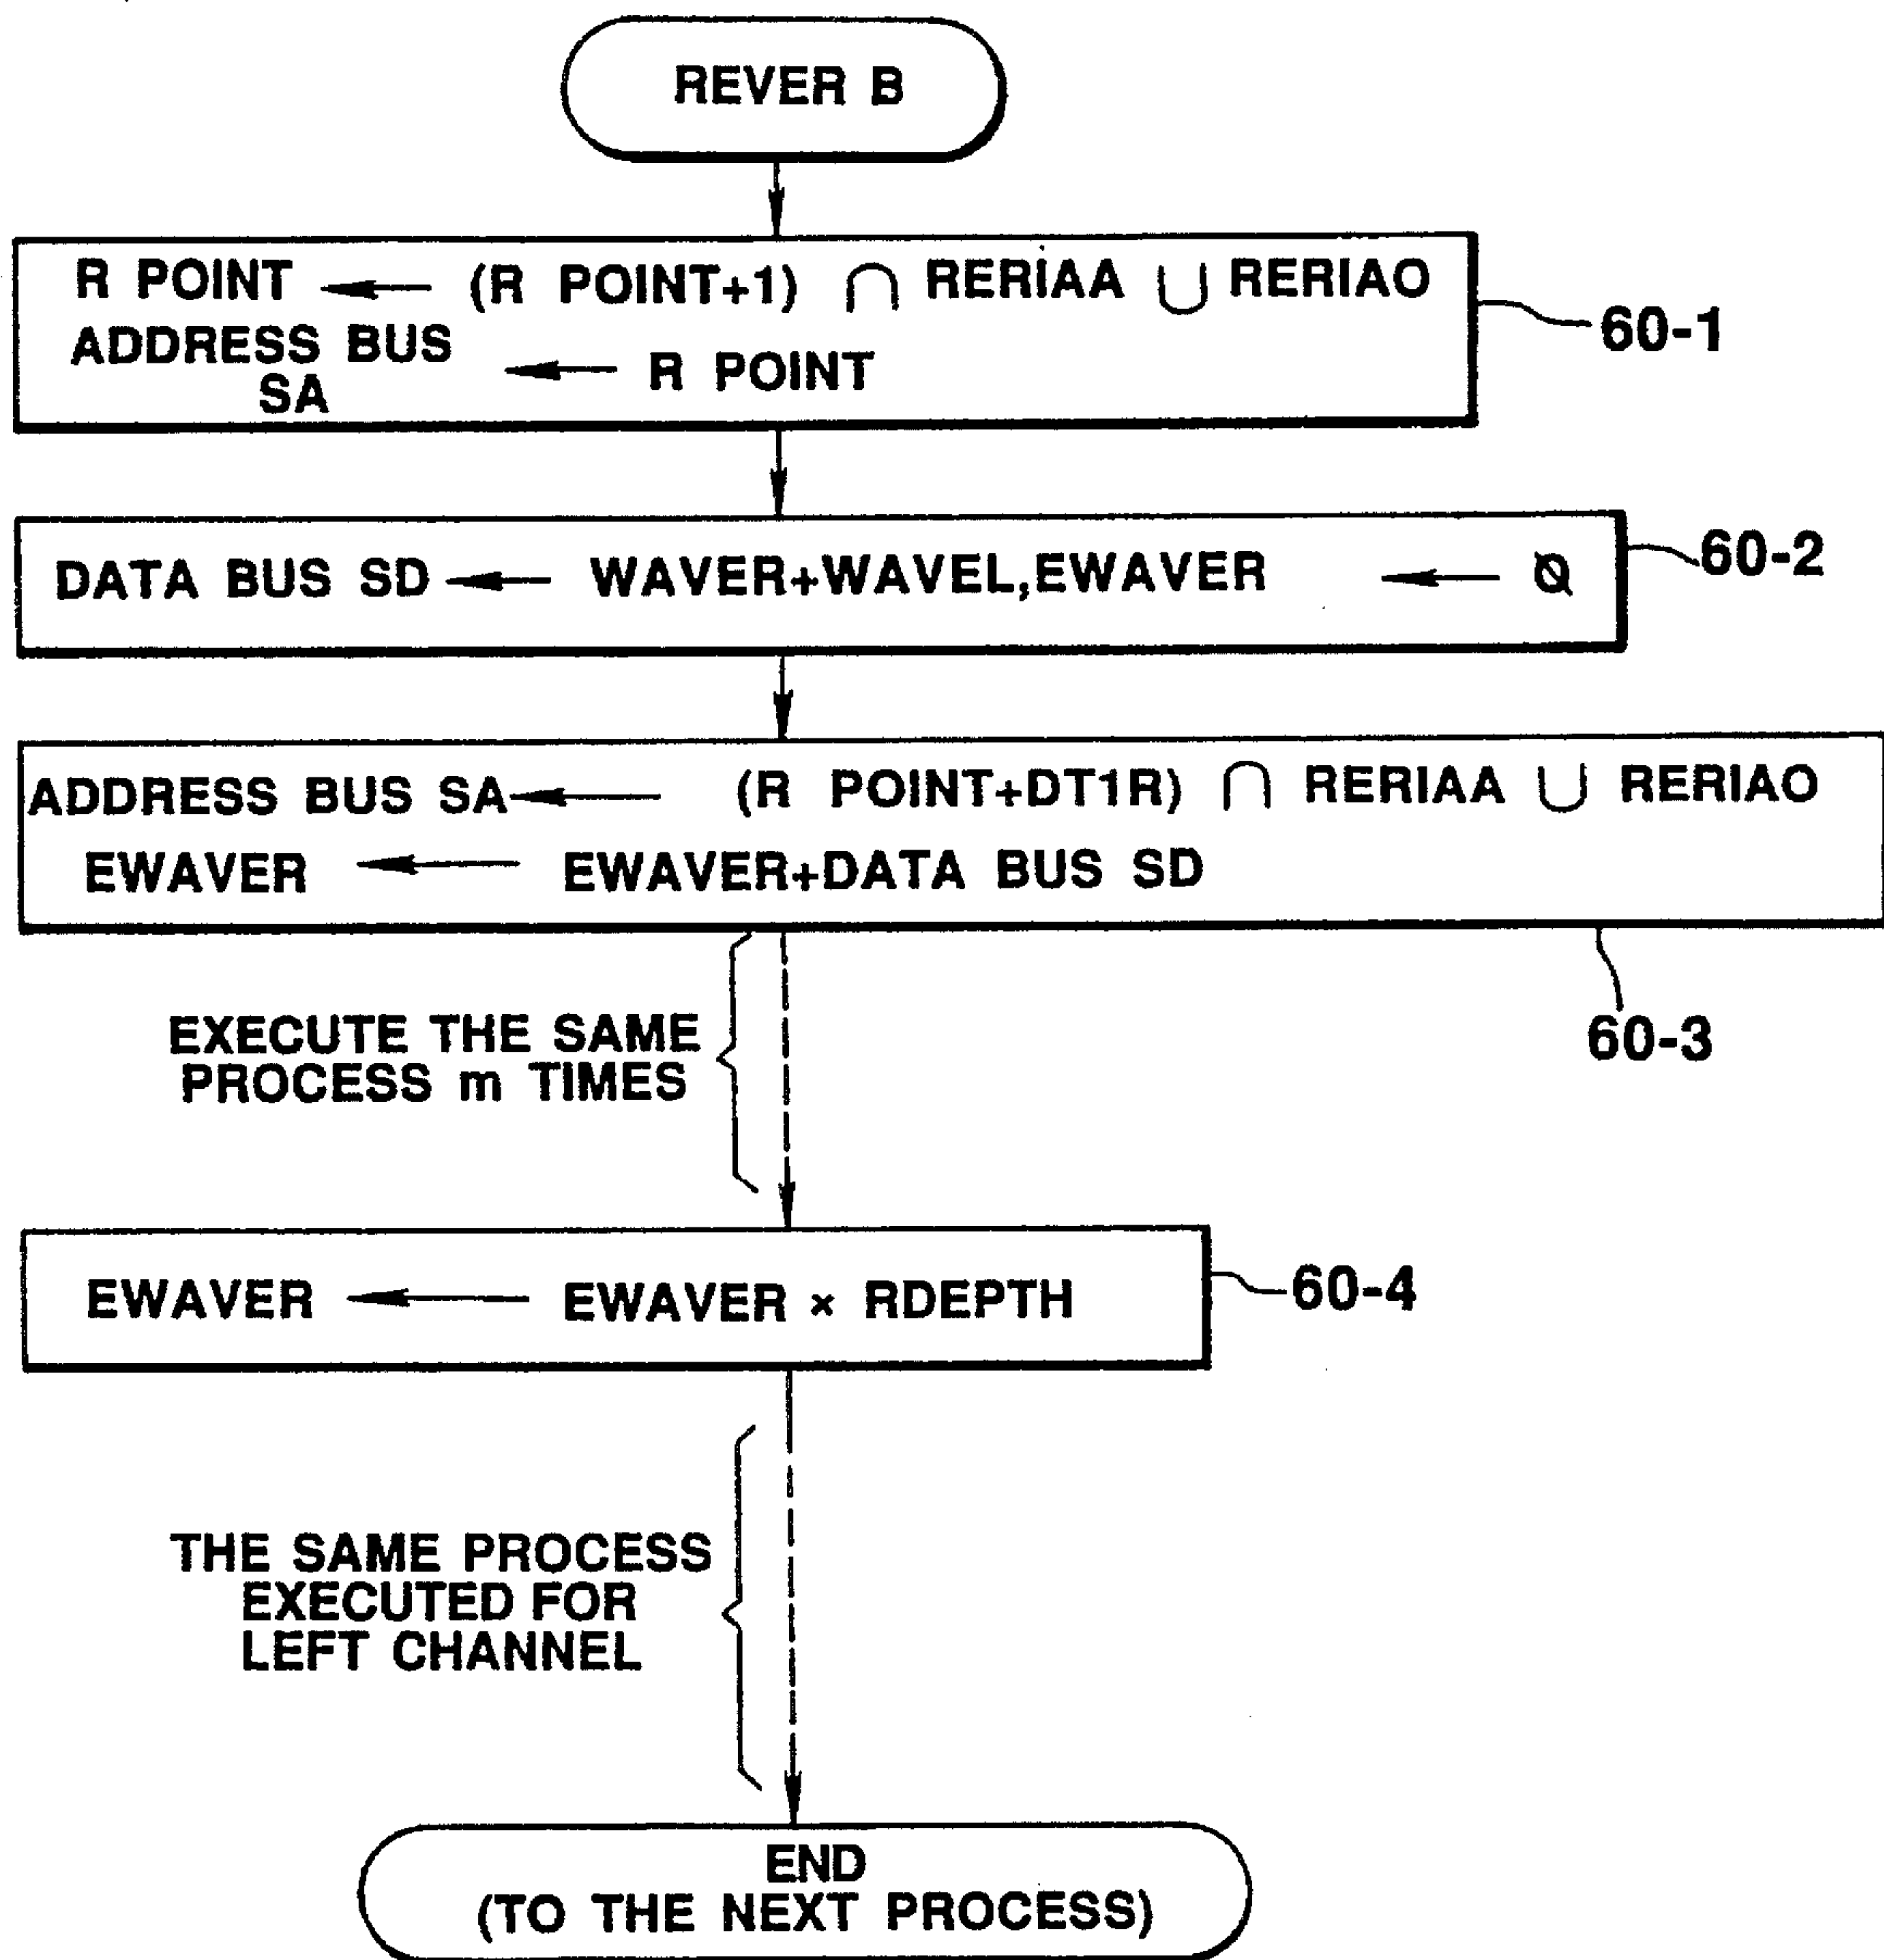 REVER B
R POINT ← (R POINT+1) ∩ RERIAA ∪ RERIAO
ADDRESS BUS
SA ← R POINT
60-1
DATA BUS SD ← WAVER+WAVEL,EWAVER ← Ø
60-2
ADDRESS BUS SA ← (R POINT+DT1R) ∩ RERIAA ∪ RERIAO
EWAVER ← EWAVER+DATA BUS SD
60-3
EXECUTE THE SAME
PROCESS m TIMES
EWAVER ← EWAVER × RDEPTH
60-4
THE SAME PROCESS
EXECUTED FOR
LEFT CHANNEL
END
(TO THE NEXT PROCESS)